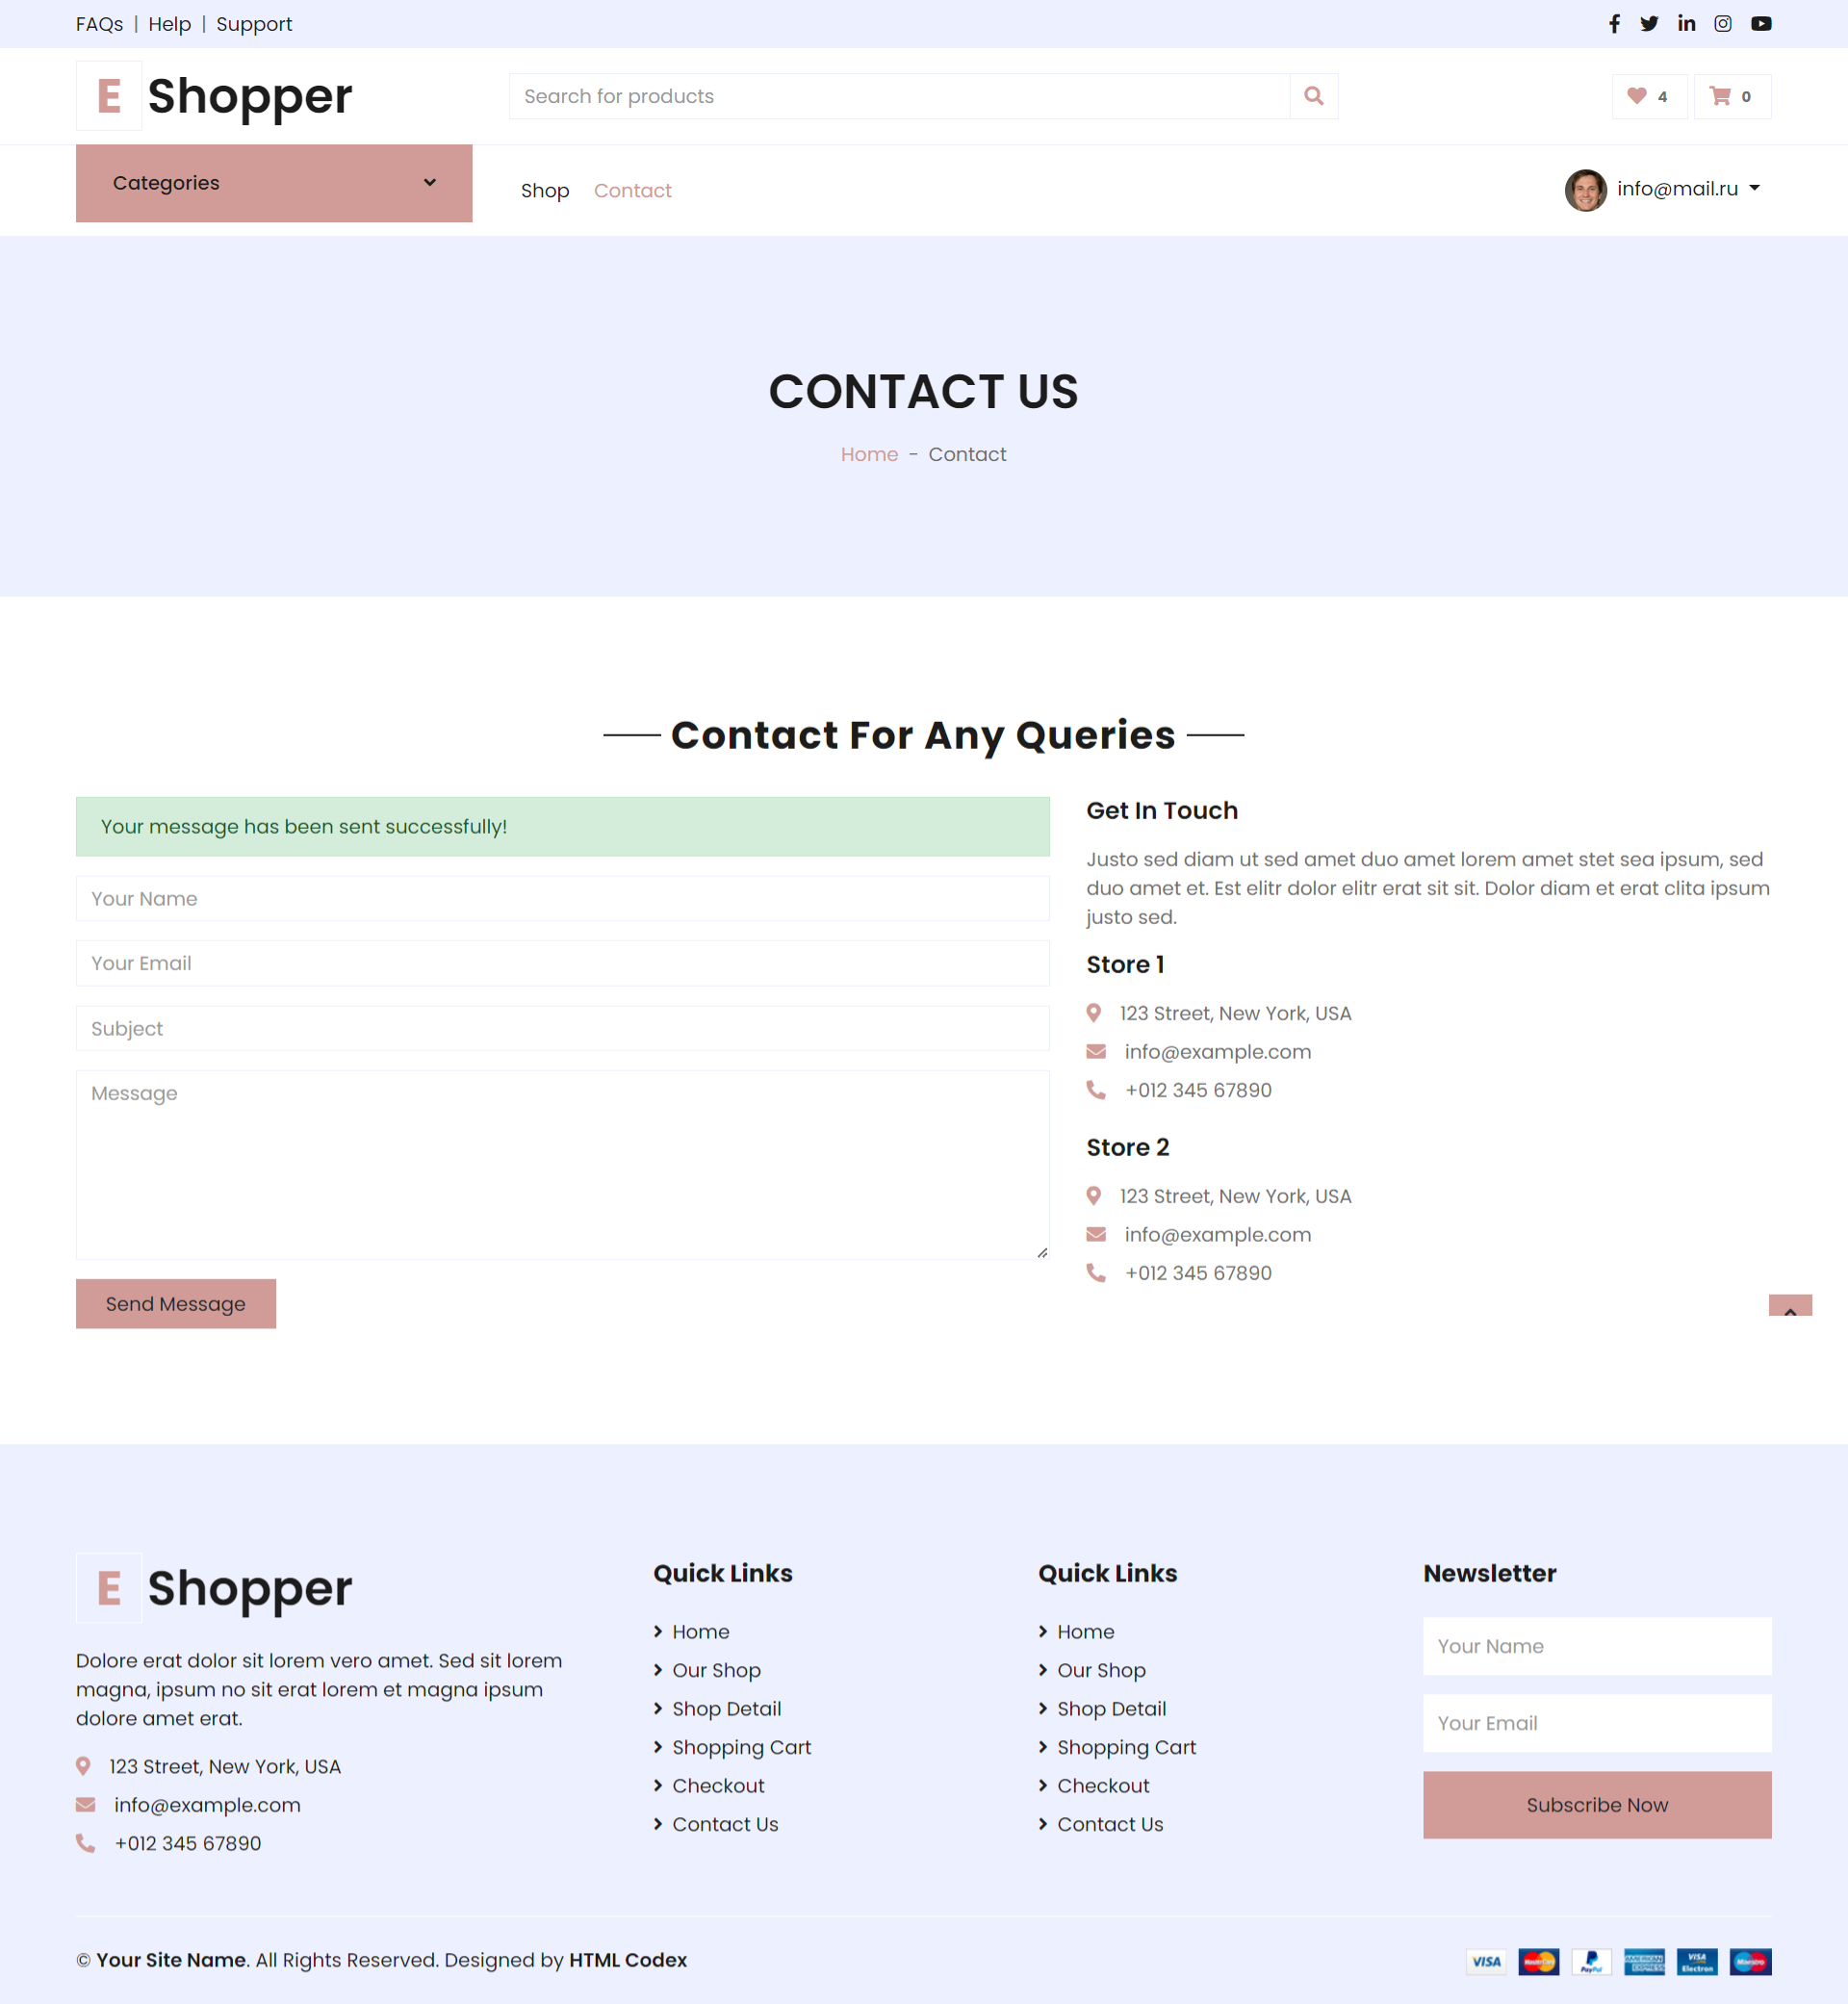 FAQs | Help | Support
E Shopper
Search for products
4
0
Categories
Shop Contact
info@mail.ru
CONTACT US
Home - Contact
Contact For Any Queries
Your message has been sent successfully!
Your Name
Your Email
Subject
Message
Send Message
Get In Touch
Justo sed diam ut sed amet duo amet lorem amet stet sea ipsum, sed
duo amet et. Est elitr dolor elitr erat sit sit. Dolor diam et erat clita ipsum
justo sed.
Store 1
123 Street, New York, USA
info@example.com
+012 345 67890
Store 2
123 Street, New York, USA
info@example.com
+012 345 67890
E Shopper
Dolore erat dolor sit lorem vero amet. Sed sit lorem
magna, ipsum no sit erat lorem et magna ipsum
dolore amet erat.
123 Street, New York, USA
info@example.com
+012 345 67890
Quick Links
Home
Our Shop
Shop Detail
Shopping Cart
Checkout
Contact Us
Quick Links
Home
Our Shop
Shop Detail
Shopping Cart
Checkout
Contact Us
Newsletter
Your Name
Your Email
Subscribe Now
© Your Site Name. All Rights Reserved. Designed by HTML Codex
VISA
MasterCard
PayPal
AMERICAN
EXPRESS
VISA
Electron
Maestro